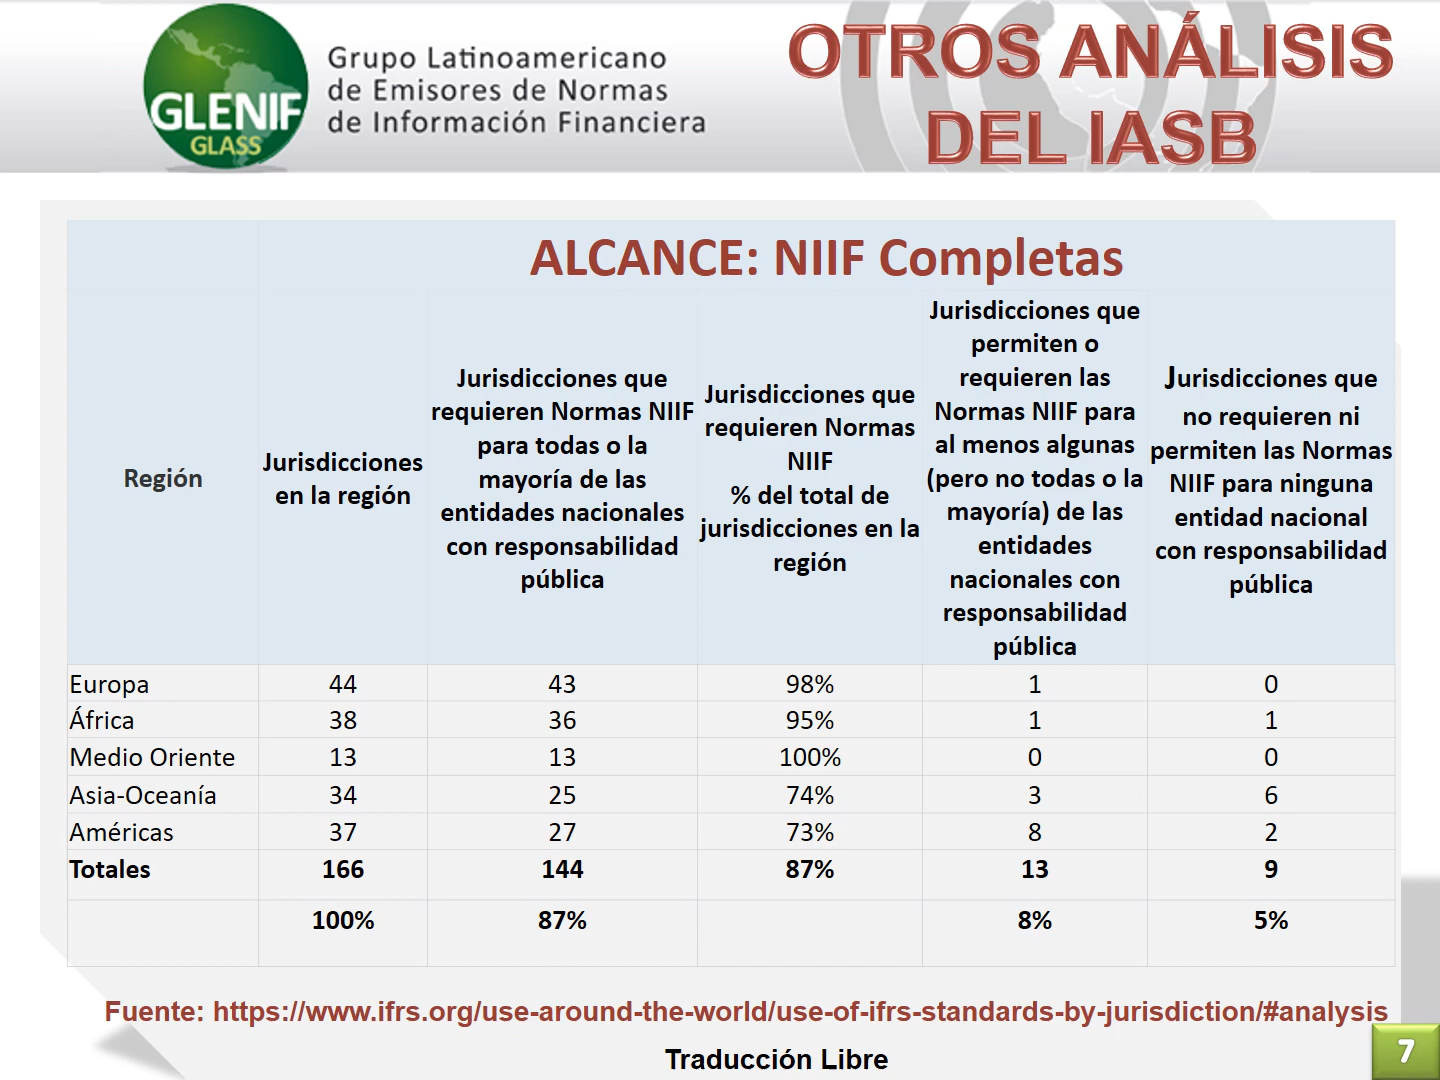 GLENIF
GLASS
Grupo Latinoamericano
de Emisores de Normas
de Información Financiera
OTROS ANÁLISIS
DEL IASB
ALCANCE: NIIF Completas
Región
Jurisdicciones
en la región
Jurisdicciones que
requieren Normas NIIF
para todas o la
mayoría de las
entidades nacionales
con responsabilidad
pública
Jurisdicciones que
requieren Normas
NIIF
% del total de
jurisdicciones en la
región
Jurisdicciones que
permiten o
requieren las
Normas NIIF para
al menos algunas
(pero no todas o la
mayoría) de las
entidades
nacionales con
responsabilidad
pública
Jurisdicciones que
no requieren ni
permiten las Normas
NIIF para ninguna
entidad nacional
con responsabilidad
pública
Europa 44 43 98% 1 0
África 38 36 95% 1 1
Medio Oriente 13 13 100% 0 0
Asia-Oceanía 34 25 74% 3 6
Américas 37 27 73% 8 2
Totales 166 144 87% 13 9
100% 87% 8% 5%
Fuente: https://www.ifrs.org/use-around-the-world/use-of-ifrs-standards-by-jurisdiction/#analysis
Traducción Libre
7